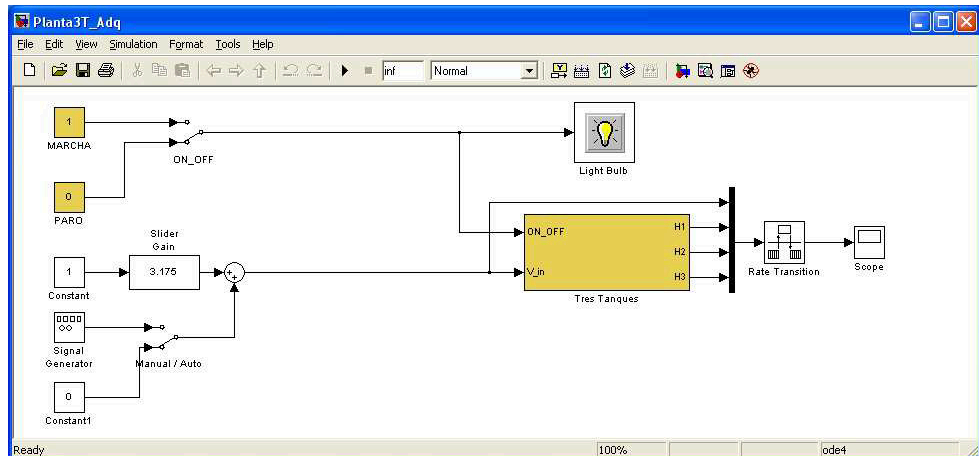 Planta3T_Adq
File Edit View Simulation Format Tools Help
inf Normal
1
MARCHA
ON_OFF
0
PARO
Light Bulb
Slider
Gain
1
Constant
3.175
+
+
ON_OFF
V_in
H1
H2
H3
Tres Tanques
Rate Transition
Scope
Signal
Generator
Manual / Auto
0
Constant1
Ready 100% ode4